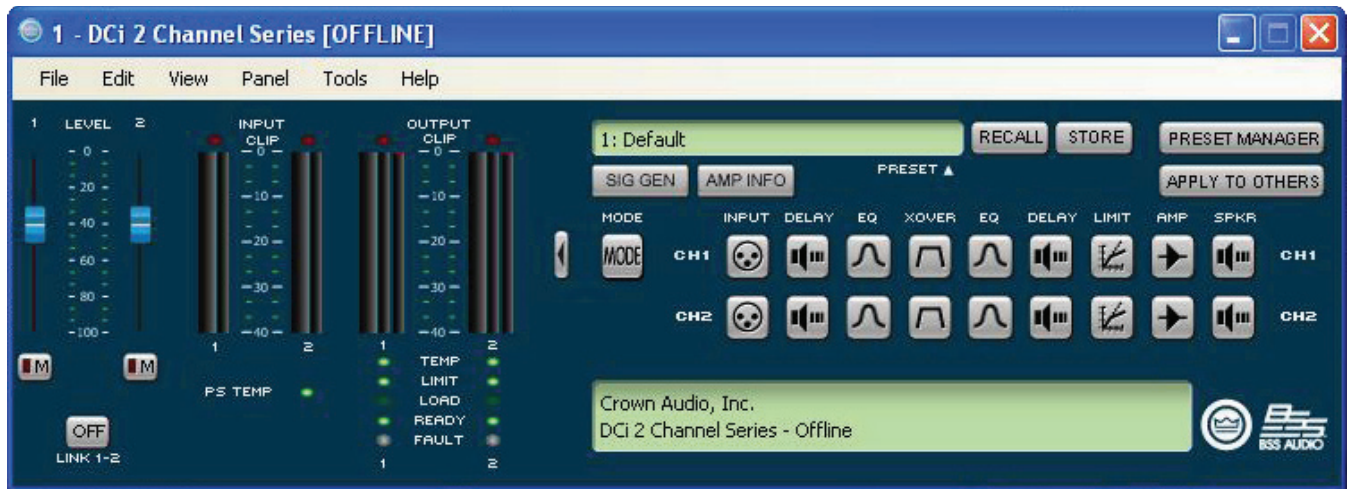 1 - DCi 2 Channel Series [OFFLINE]
File Edit View Panel Tools Help
1 LEVEL 2
- 0 -
- 20 -
- 40 -
- 60 -
- 80 -
-100-
M M
OFF
LINK 1-2
INPUT
CLIP
- 0 -
-10-
-20-
-30-
-40-
1 2
PS TEMP
OUTPUT
CLIP
- 0 -
-10-
-20-
-30-
-40-
1 2
TEMP
LIMIT
LOAD
READY
FAULT
1 2
1: Default RECALL STORE PRESET MANAGER
PRESET ▲
SIG GEN AMP INFO APPLY TO OTHERS
MODE INPUT DELAY EQ XOVER EQ DELAY LIMIT AMP SPKR
MODE CH1 CH1
CH2 CH2
Crown Audio, Inc.
DCi 2 Channel Series - Offline
BSS
BSS AUDIO